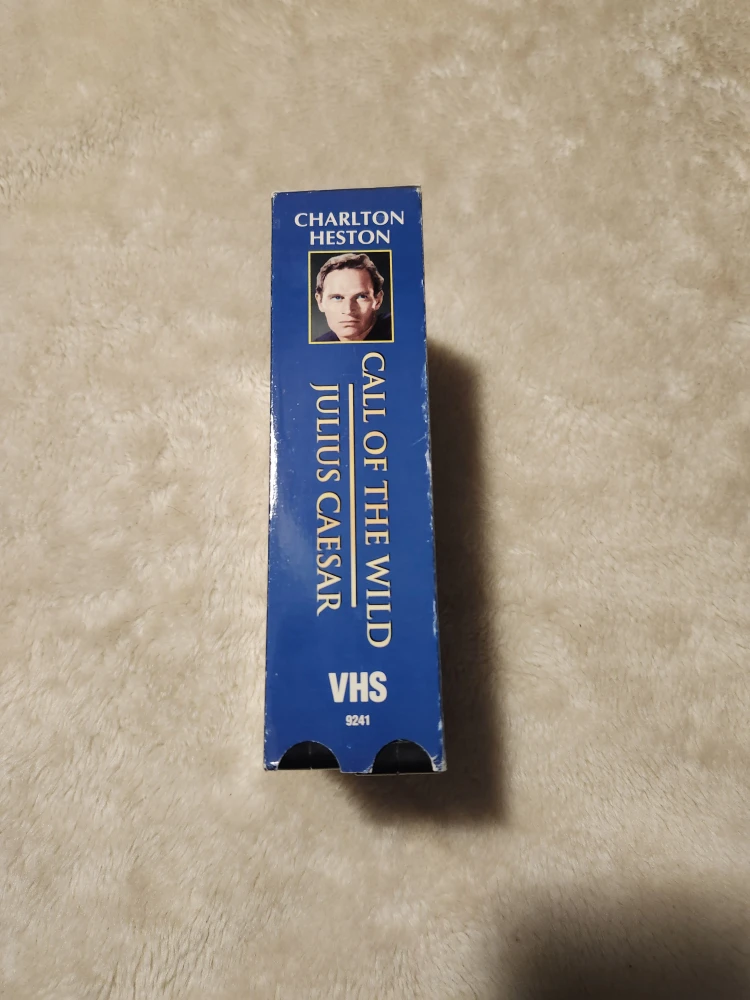 CHARLTON
HESTON
CALL OF THE WILD
JULIUS CAESAR
VHS
9241